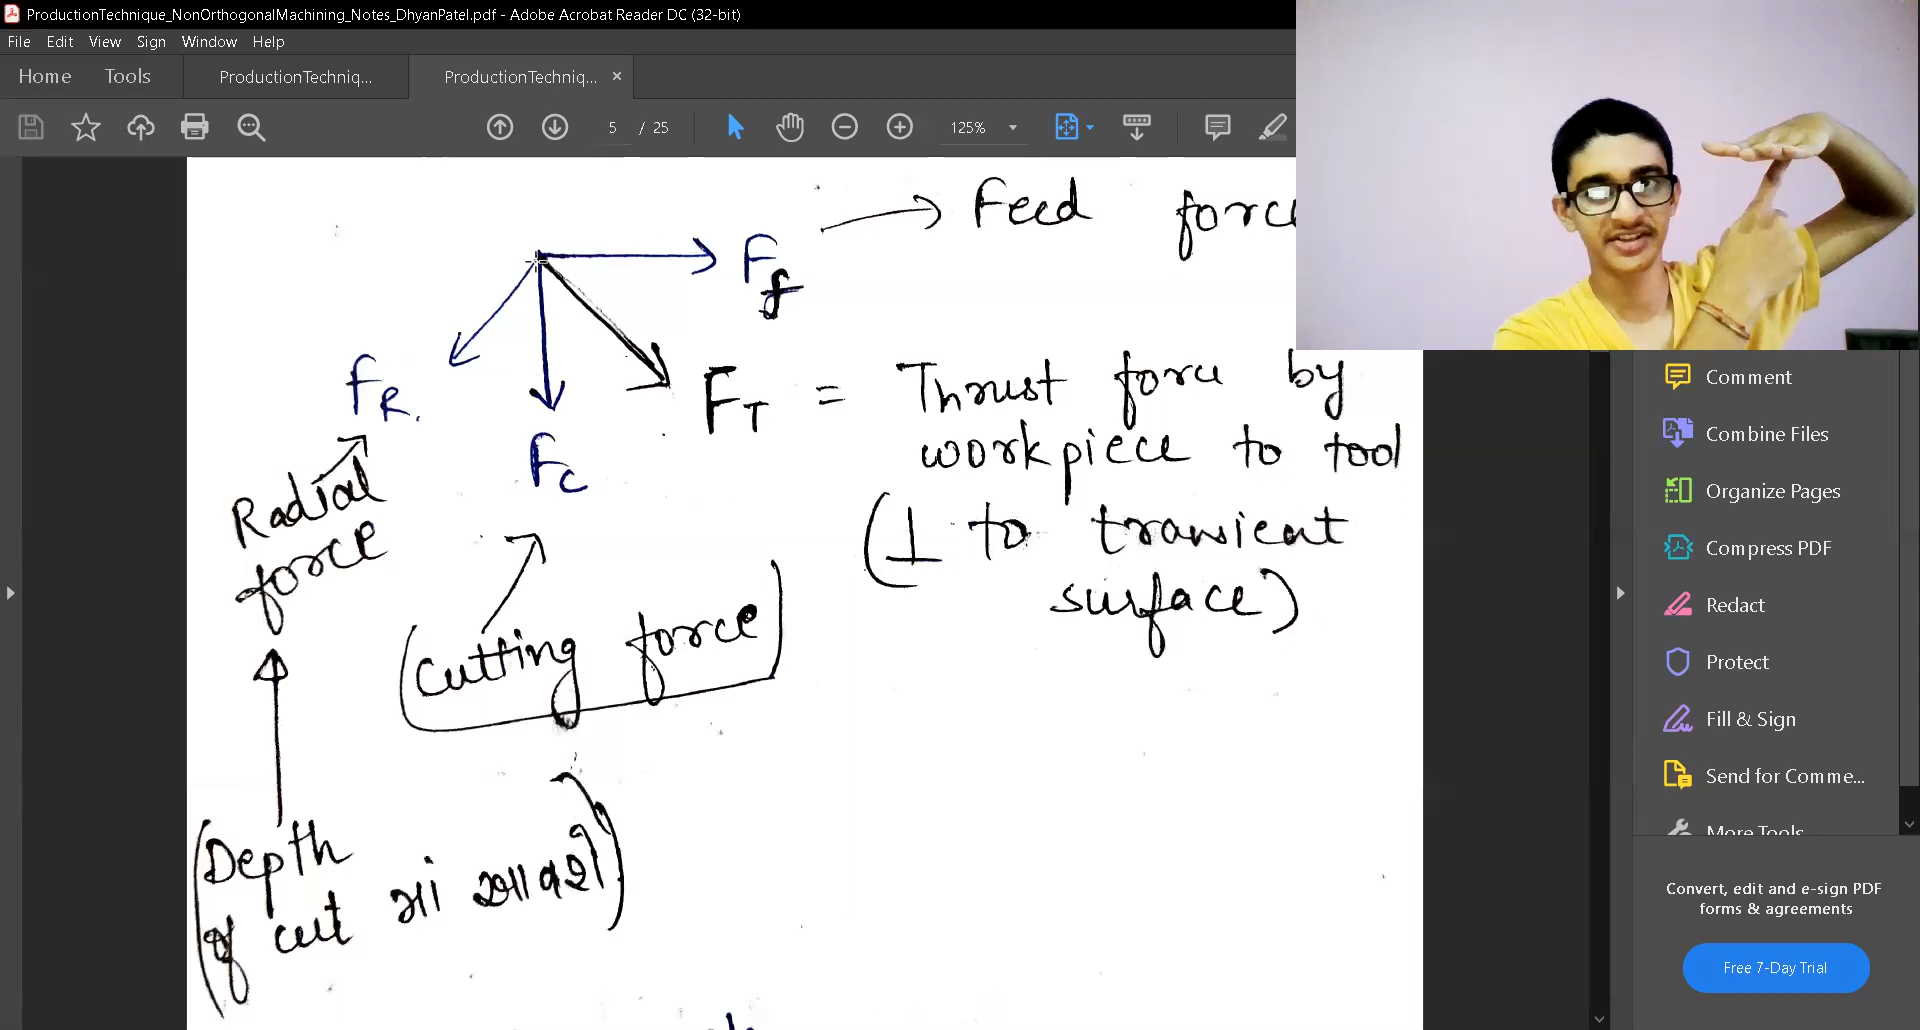 ProductionTechnique_NonOrthogonalMachining_Notes_DhyanPatel.pdf - Adobe Acrobat Reader DC (32-bit)
File Edit View Sign Window Help
Home Tools ProductionTechniq... ProductionTechniq... ×
5 / 25 125%
Feed force
Ff
FR.
FT = Thrust force by
workpiece to tool
(⊥ to transient
surface)
Fc
Radial
force
(Cutting force)
(Depth
of cut માં
Comment
Combine Files
Organize Pages
Compress PDF
Redact
Protect
Fill & Sign
Send for Comme...
More Tools
Convert, edit and e-sign PDF
forms & agreements
Free 7-Day Trial